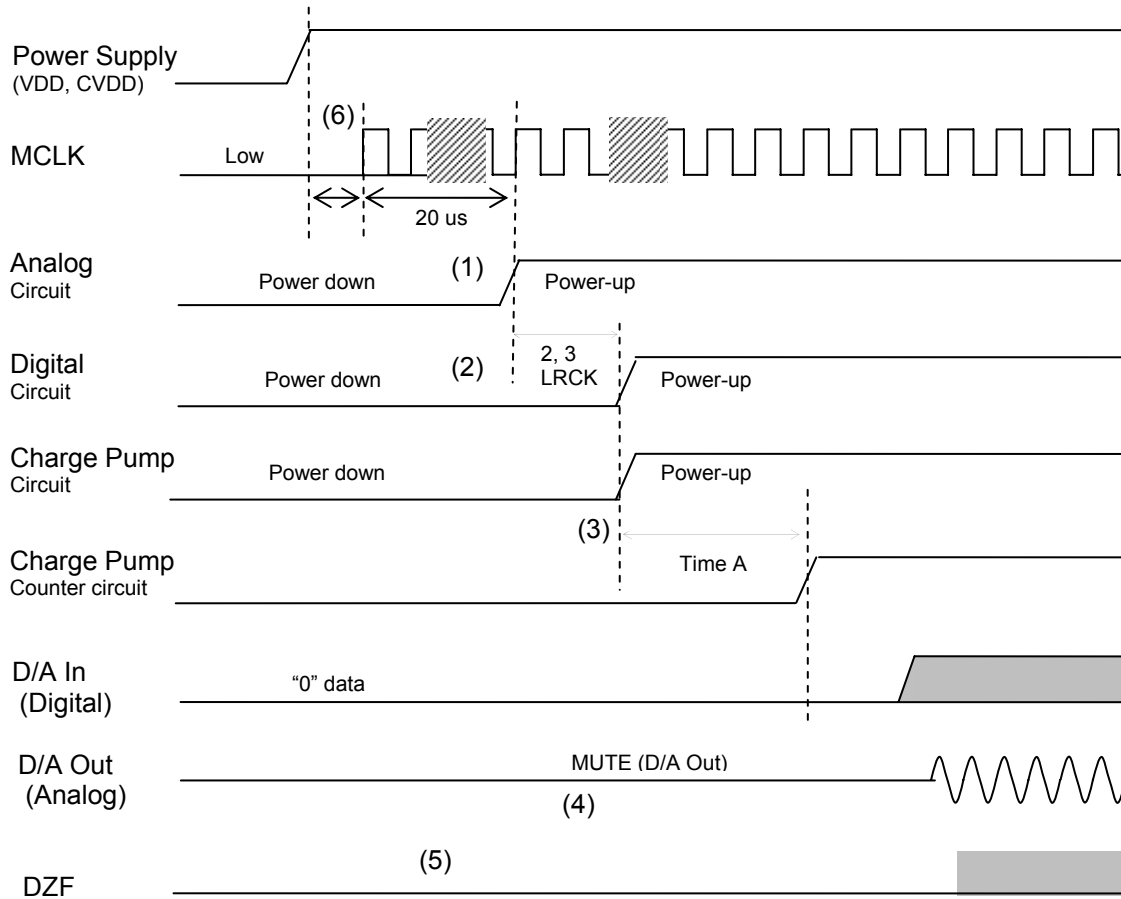 Power Supply
(VDD, CVDD)
(6)
MCLK
Low
20 us
Analog
Circuit
Power down
(1)
Power-up
Digital
Circuit
Power down
(2)
2, 3
LRCK
Power-up
Charge Pump
Circuit
Power down
Power-up
(3)
Charge Pump
Counter circuit
Time A
D/A In
(Digital)
“0” data
D/A Out
(Analog)
MUTE (D/A Out)
(4)
(5)
DZF